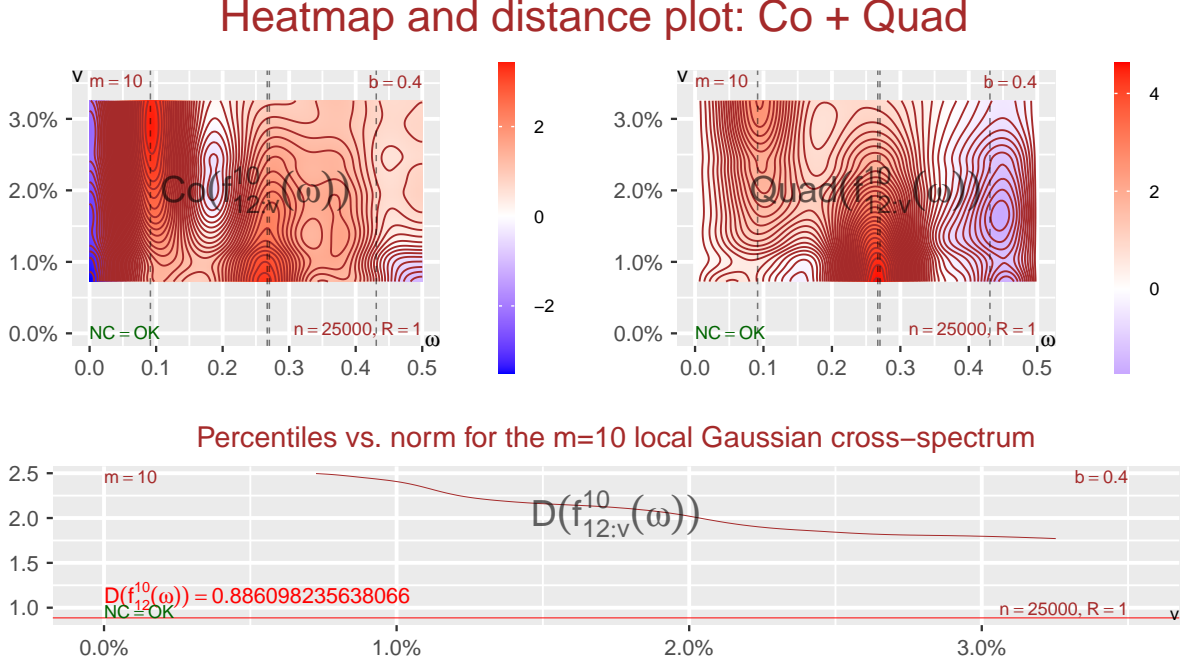 Heatmap and distance plot: Co + Quad
v m = 10 b = 0.4
3.0%
2.0%
1.0%
0.0%
Co(f¹⁰₁₂:ᵥ(ω))
NC = OK n = 25000, R = 1 ω
0.0 0.1 0.2 0.3 0.4 0.5
2
0
−2
v m = 10 b = 0.4
3.0%
2.0%
1.0%
0.0%
Quad(f¹⁰₁₂:ᵥ(ω))
NC = OK n = 25000, R = 1 ω
0.0 0.1 0.2 0.3 0.4 0.5
4
2
0
Percentiles vs. norm for the m=10 local Gaussian cross−spectrum
2.5
2.0
1.5
1.0
m = 10 b = 0.4
D(f¹⁰₁₂:ᵥ(ω))
D(f¹⁰₁₂(ω)) = 0.886098235638066
NC = OK n = 25000, R = 1 v
0.0% 1.0% 2.0% 3.0%